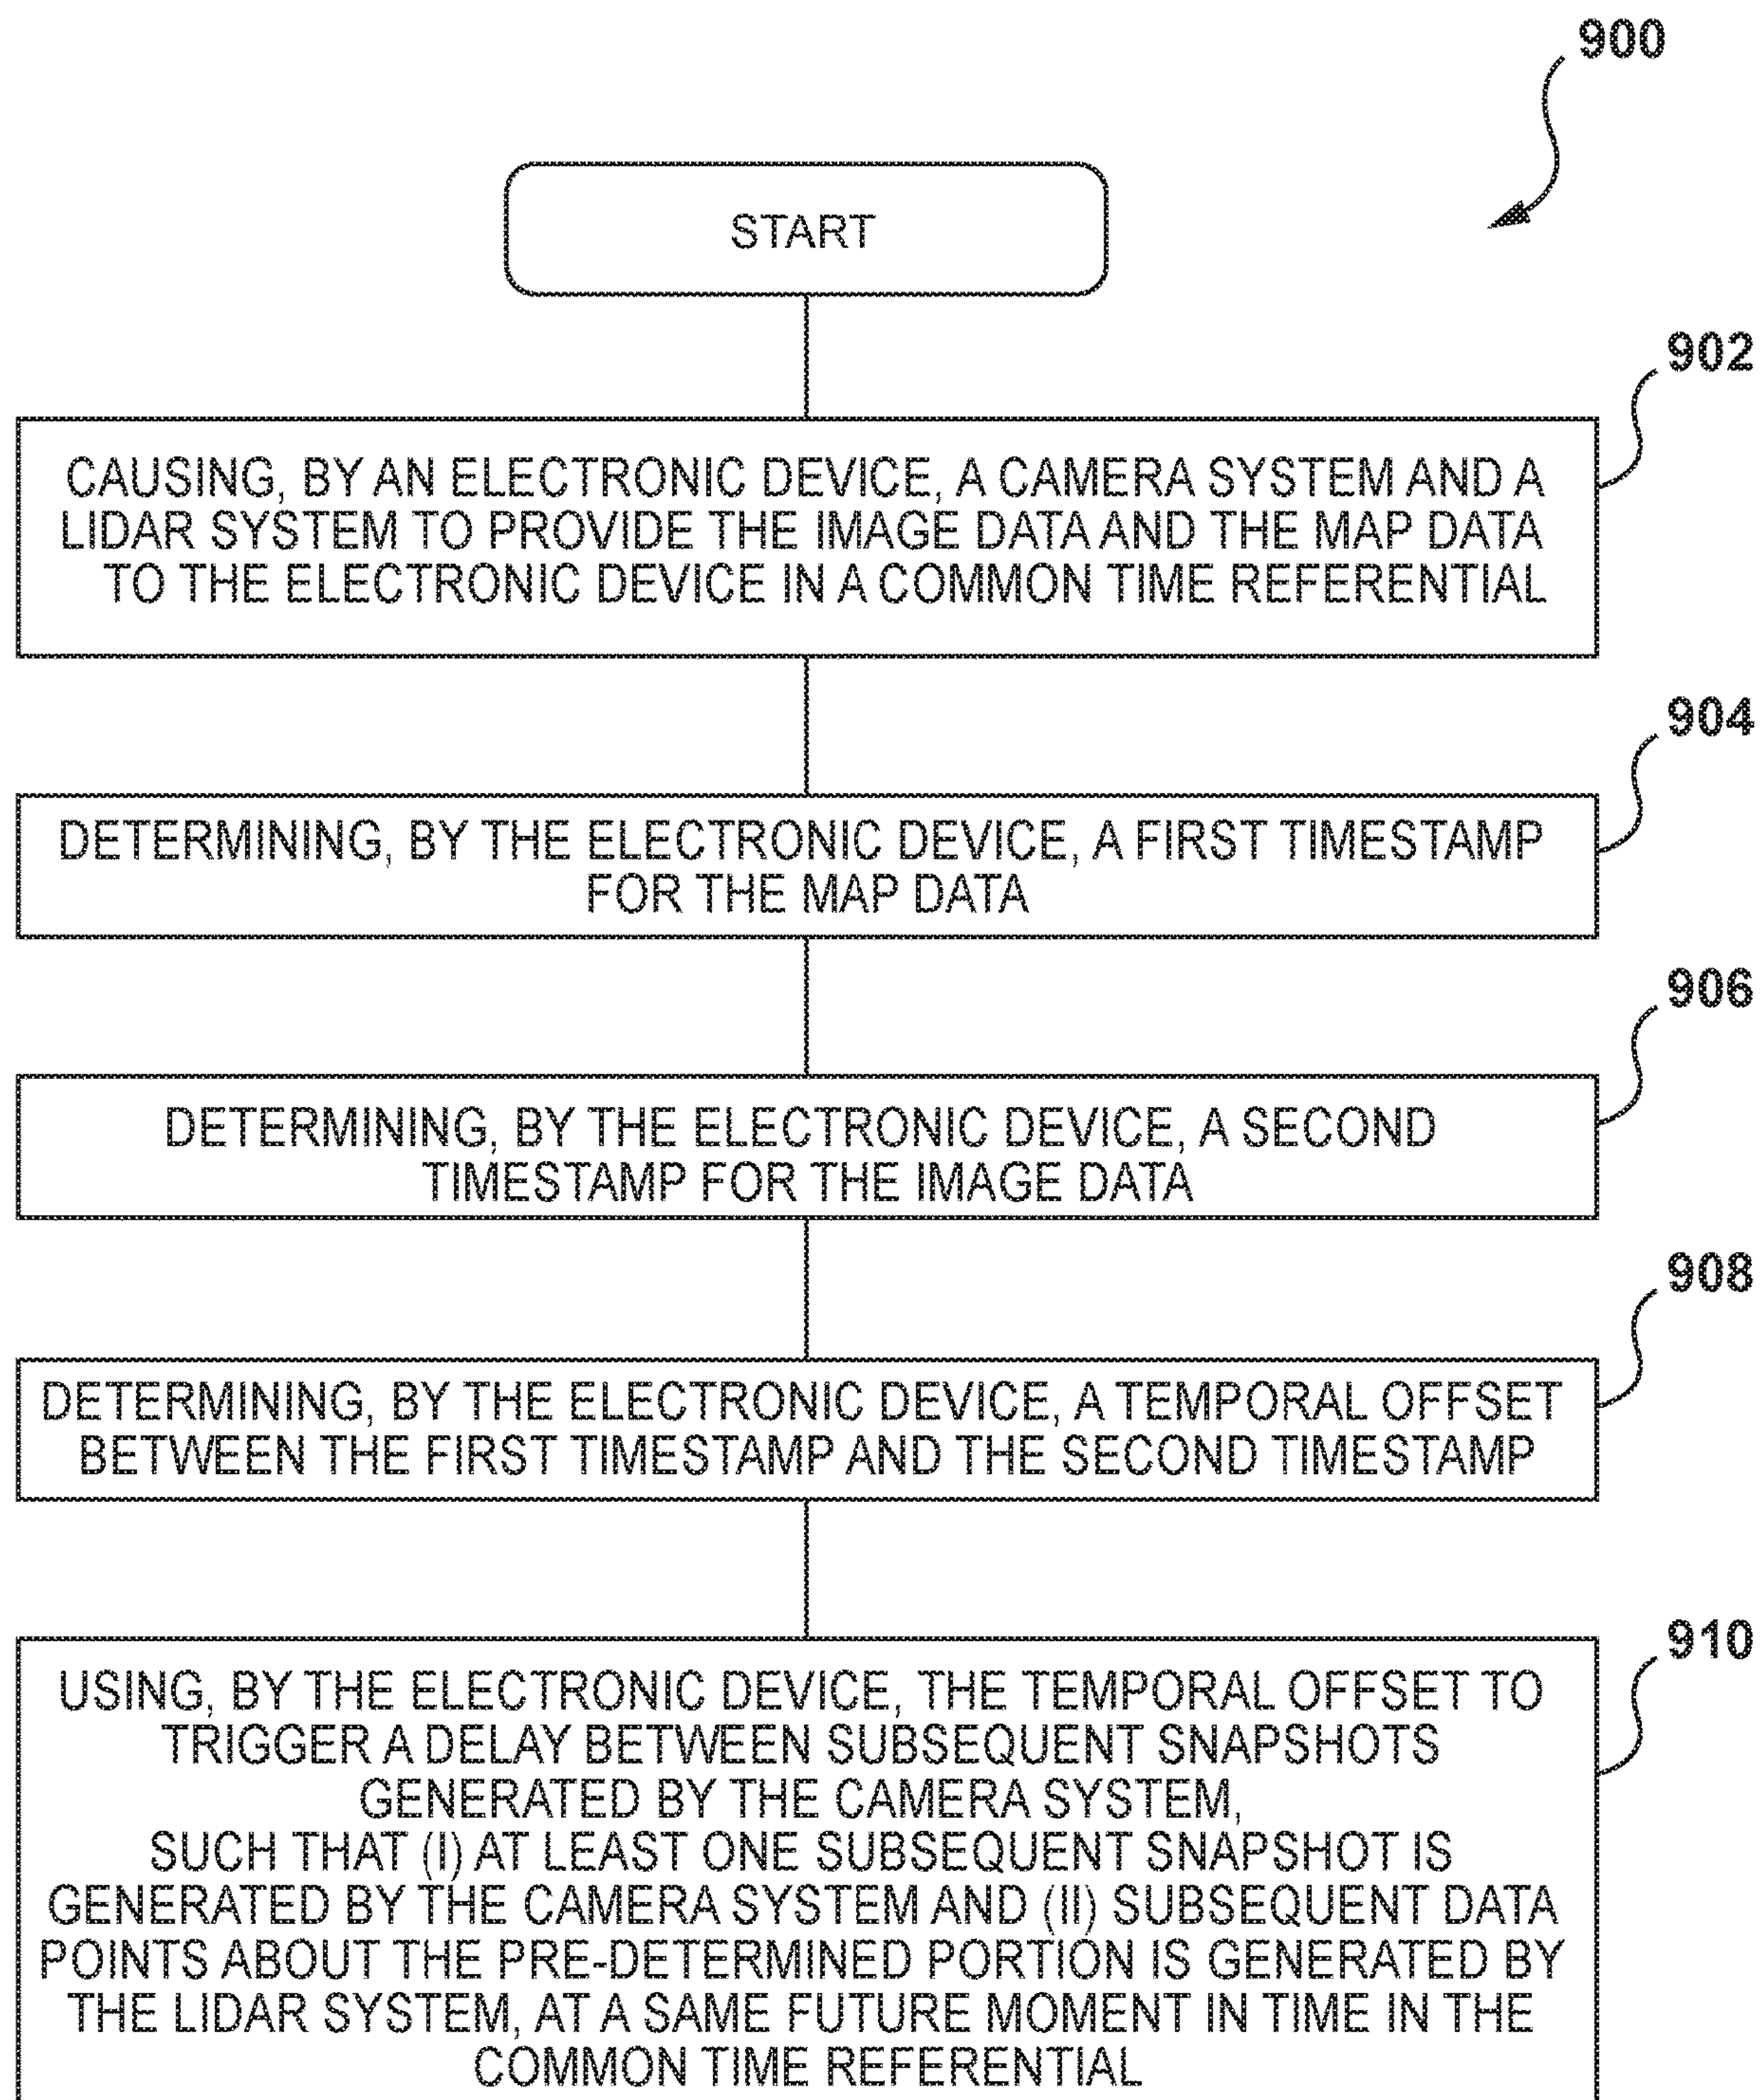 900
START
902
CAUSING, BY AN ELECTRONIC DEVICE, A CAMERA SYSTEM AND A
LIDAR SYSTEM TO PROVIDE THE IMAGE DATA AND THE MAP DATA
TO THE ELECTRONIC DEVICE IN A COMMON TIME REFERENTIAL
904
DETERMINING, BY THE ELECTRONIC DEVICE, A FIRST TIMESTAMP
FOR THE MAP DATA
906
DETERMINING, BY THE ELECTRONIC DEVICE, A SECOND
TIMESTAMP FOR THE IMAGE DATA
908
DETERMINING, BY THE ELECTRONIC DEVICE, A TEMPORAL OFFSET
BETWEEN THE FIRST TIMESTAMP AND THE SECOND TIMESTAMP
910
USING, BY THE ELECTRONIC DEVICE, THE TEMPORAL OFFSET TO
TRIGGER A DELAY BETWEEN SUBSEQUENT SNAPSHOTS
GENERATED BY THE CAMERA SYSTEM,
SUCH THAT (I) AT LEAST ONE SUBSEQUENT SNAPSHOT IS
GENERATED BY THE CAMERA SYSTEM AND (II) SUBSEQUENT DATA
POINTS ABOUT THE PRE-DETERMINED PORTION IS GENERATED BY
THE LIDAR SYSTEM, AT A SAME FUTURE MOMENT IN TIME IN THE
COMMON TIME REFERENTIAL